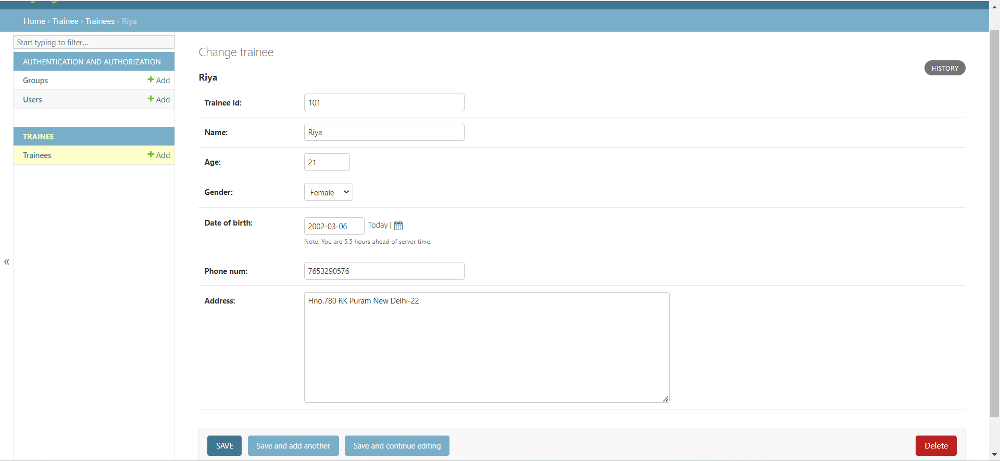 Home › Trainee › Trainees › Riya
Start typing to filter...
AUTHENTICATION AND AUTHORIZATION
Groups + Add
Users + Add
TRAINEE
Trainees + Add
«
Change trainee
HISTORY
Riya
Trainee id: 101
Name: Riya
Age: 21
Gender: Female
Date of birth: 2002-03-06 Today |
Note: You are 5.5 hours ahead of server time.
Phone num: 7653290576
Address: Hno.780 RK Puram New Delhi-22
SAVE Save and add another Save and continue editing Delete